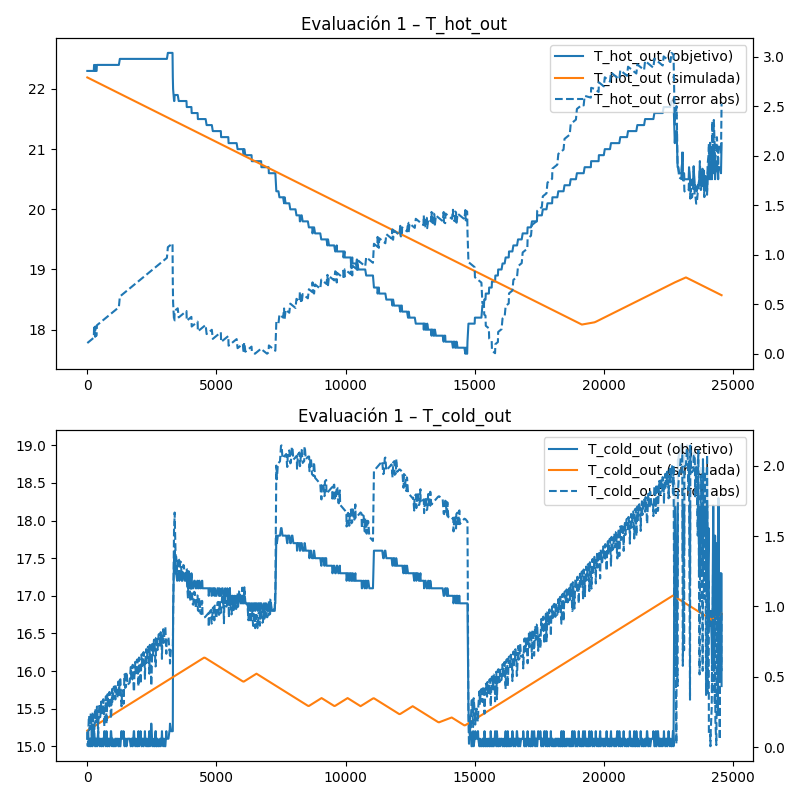 Evaluación 1 – T_hot_out
T_hot_out (objetivo)
T_hot_out (simulada)
T_hot_out (error abs)
22
21
20
19
18
3.0
2.5
2.0
1.5
1.0
0.5
0.0
0 5000 10000 15000 20000 25000
Evaluación 1 – T_cold_out
T_cold_out (objetivo)
T_cold_out (simulada)
T_cold_out (error abs)
19.0
18.5
18.0
17.5
17.0
16.5
16.0
15.5
15.0
2.0
1.5
1.0
0.5
0.0
0 5000 10000 15000 20000 25000